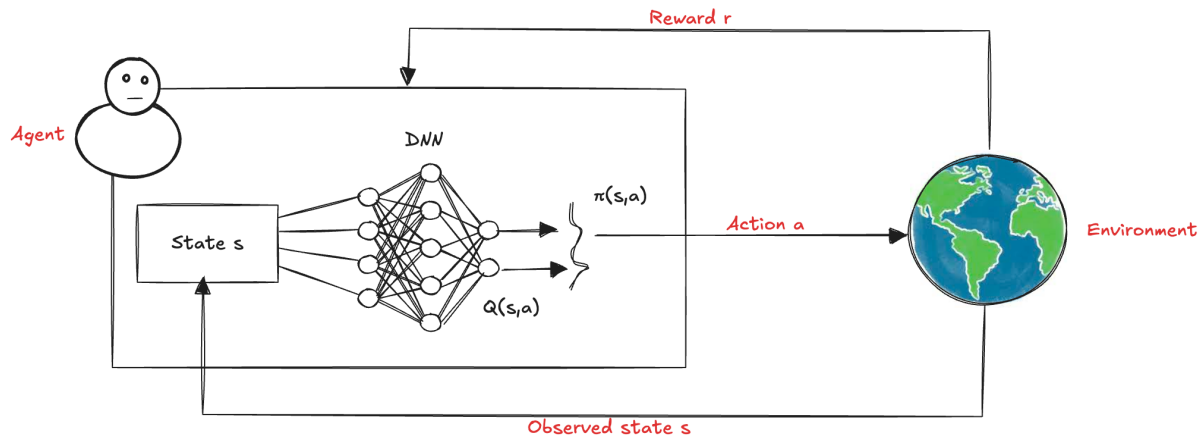 Reward r
Agent
DNN
π(s,a)
State s
Action a
Environment
Q(s,a)
Observed state s